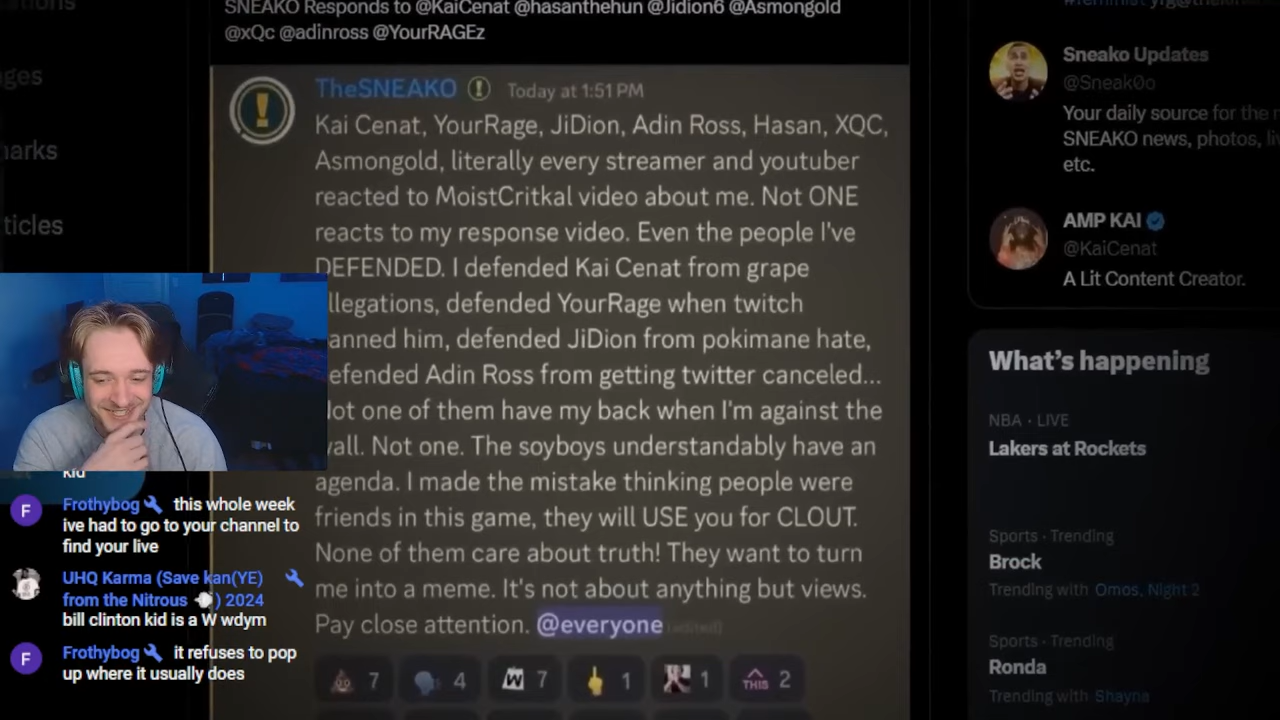 SNEAKO Responds to @KaiCenat @hasanthehun @Jidion6 @Asmongold
@xQc @adinross @YourRAGEz
TheSNEAKO Today at 1:51 PM
Kai Cenat, YourRage, JiDion, Adin Ross, Hasan, XQC,
Asmongold, literally every streamer and youtuber
reacted to MoistCritkal video about me. Not ONE
reacts to my response video. Even the people I've
DEFENDED. I defended Kai Cenat from grape
llegations, defended YourRage when twitch
anned him, defended JiDion from pokimane hate,
efended Adin Ross from getting twitter canceled...
Not one of them have my back when I'm against the
wall. Not one. The soyboys understandably have an
agenda. I made the mistake thinking people were
friends in this game, they will USE you for CLOUT.
None of them care about truth! They want to turn
me into a meme. It's not about anything but views.
Pay close attention. @everyone (edited)
7 4 W 7 1 1 THIS 2
ticles
kid
F Frothybog this whole week
ive had to go to your channel to
find your live
UHQ Karma (Save kan(YE)
from the Nitrous ) 2024
bill clinton kid is a W wdym
F Frothybog it refuses to pop
up where it usually does
Sneako Updates
@Sneak0o
Your daily source for the
SNEAKO news, photos,
etc.
AMP KAI
@KaiCenat
A Lit Content Creator.
What's happening
NBA · LIVE
Lakers at Rockets
Sports · Trending
Brock
Trending with Omos, Night 2
Sports · Trending
Ronda
Trending with Shayna